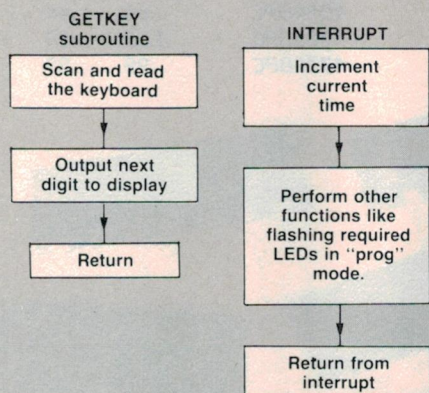 GETKEY
subroutine
Scan and read
the keyboard
Output next
digit to display
Return
INTERRUPT
Increment
current
time
Perform other
functions like
flashing required
LEDs in "prog"
mode.
Return from
interrupt